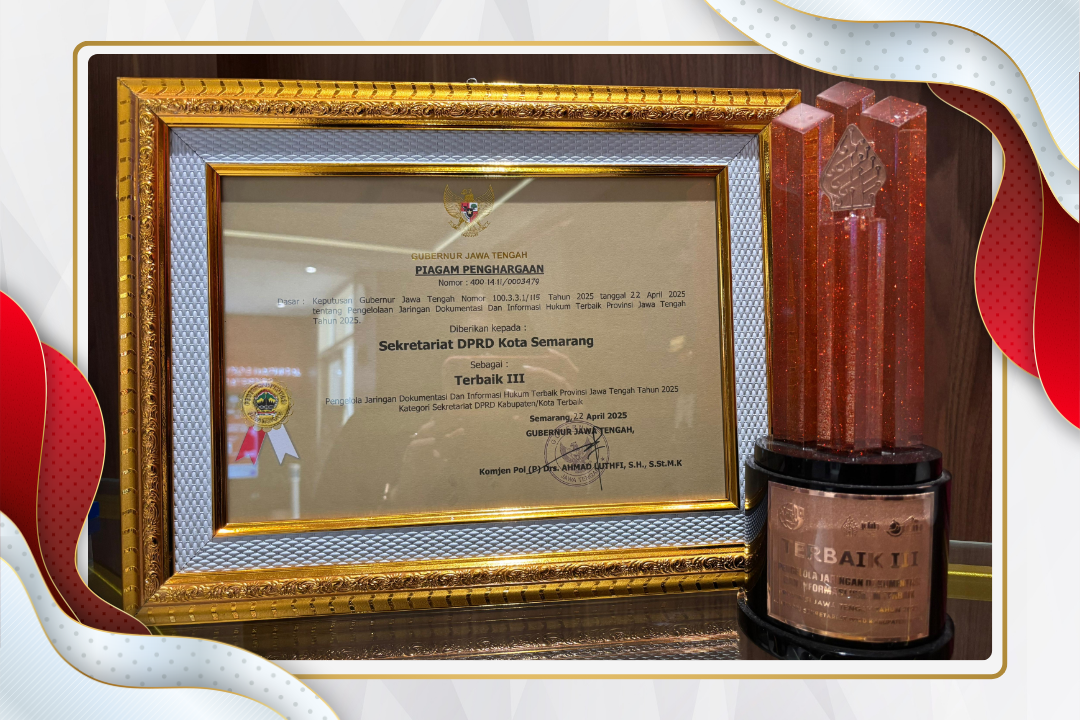 GUBERNUR JAWA TENGAH
PIAGAM PENGHARGAAN
Nomor : 400 14.11/0003479
Dasar : Keputusan Gubernur Jawa Tengah Nomor 100.3.3.1/115 Tahun 2025 tanggal 22 April 2025
tentang Pengelolaan Jaringan Dokumentasi Dan Informasi Hukum Terbaik Provinsi Jawa Tengah
Tahun 2025.
Diberikan kepada :
Sekretariat DPRD Kota Semarang
Sebagai :
Terbaik III
Pengelola Jaringan Dokumentasi Dan Informasi Hukum Terbaik Provinsi Jawa Tengah Tahun 2025
Kategori Sekretariat DPRD Kabupaten/Kota Terbaik
Semarang, 22 April 2025
GUBERNUR JAWA TENGAH,
Komjen Pol (P) Drs. AHMAD LUTHFI, S.H., S.St.M.K
TERBAIK III